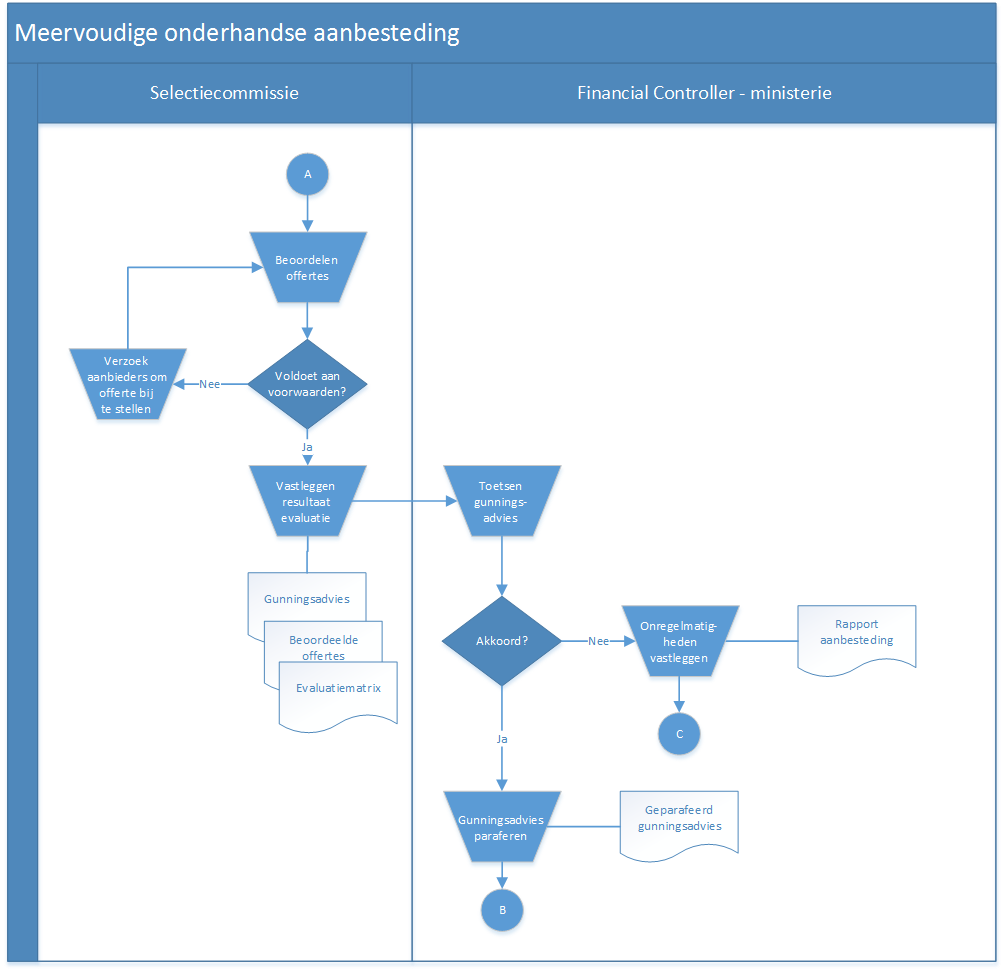 Meervoudige onderhandse aanbesteding
Selectiecommissie
Financial Controller - ministerie
A
Beoordelen
offertes
Verzoek
aanbieders om
offerte bij
te stellen
Nee
Voldoet aan
voorwaarden?
Ja
Vastleggen
resultaat
evaluatie
Toetsen
gunnings-
advies
Gunningsadvies
Beoordeelde
offertes
Evaluatiematrix
Akkoord?
Nee
Onregelmatig-
heden
vastleggen
Rapport
aanbesteding
C
Ja
Gunningsadvies
paraferen
Geparafeerd
gunningsadvies
B